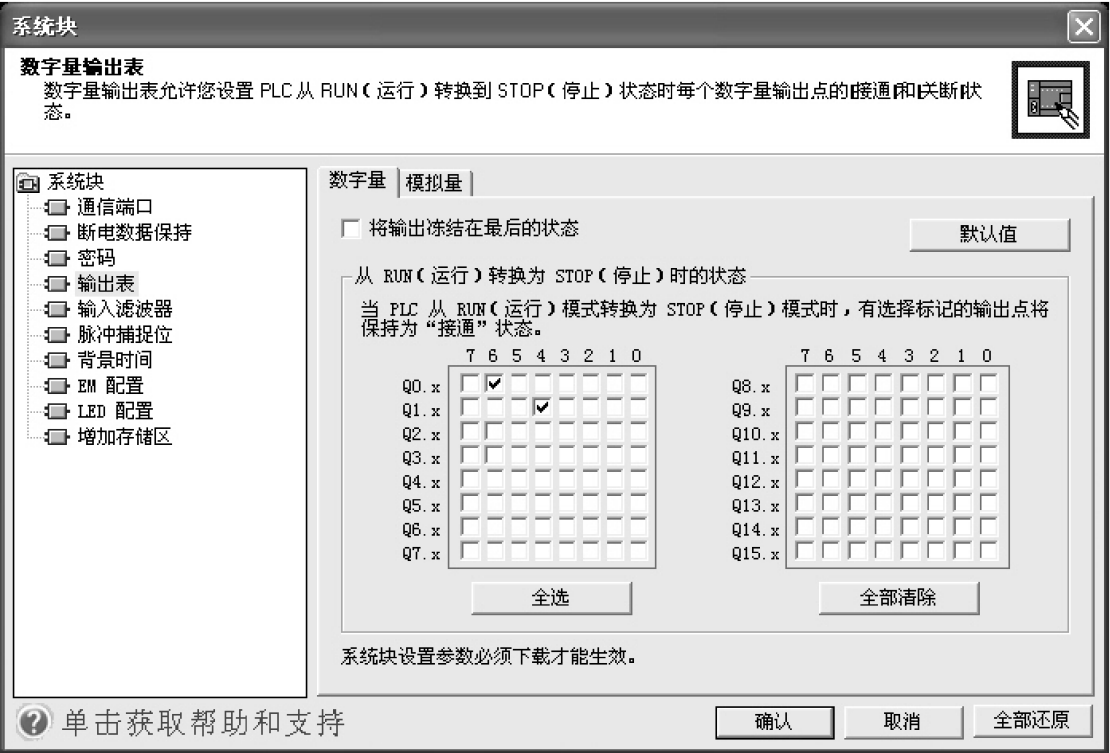 系统块
数字量输出表
数字量输出表允许您设置 PLC 从 RUN(运行)转换到 STOP(停止)状态时每个数字量输出点的接通和关断状
态。
系统块
通信端口
断电数据保持
密码
输出表
输入滤波器
脉冲捕捉位
背景时间
EM 配置
LED 配置
增加存储区
数字量 模拟量
将输出冻结在最后的状态
默认值
从 RUN(运行)转换为 STOP(停止)时的状态
当 PLC 从 RUN(运行)模式转换为 STOP(停止)模式时,有选择标记的输出点将
保持为“接通”状态。
7 6 5 4 3 2 1 0
Q0.x
Q1.x
Q2.x
Q3.x
Q4.x
Q5.x
Q6.x
Q7.x
7 6 5 4 3 2 1 0
Q8.x
Q9.x
Q10.x
Q11.x
Q12.x
Q13.x
Q14.x
Q15.x
全选
全部清除
系统块设置参数必须下载才能生效。
单击获取帮助和支持
确认
取消
全部还原